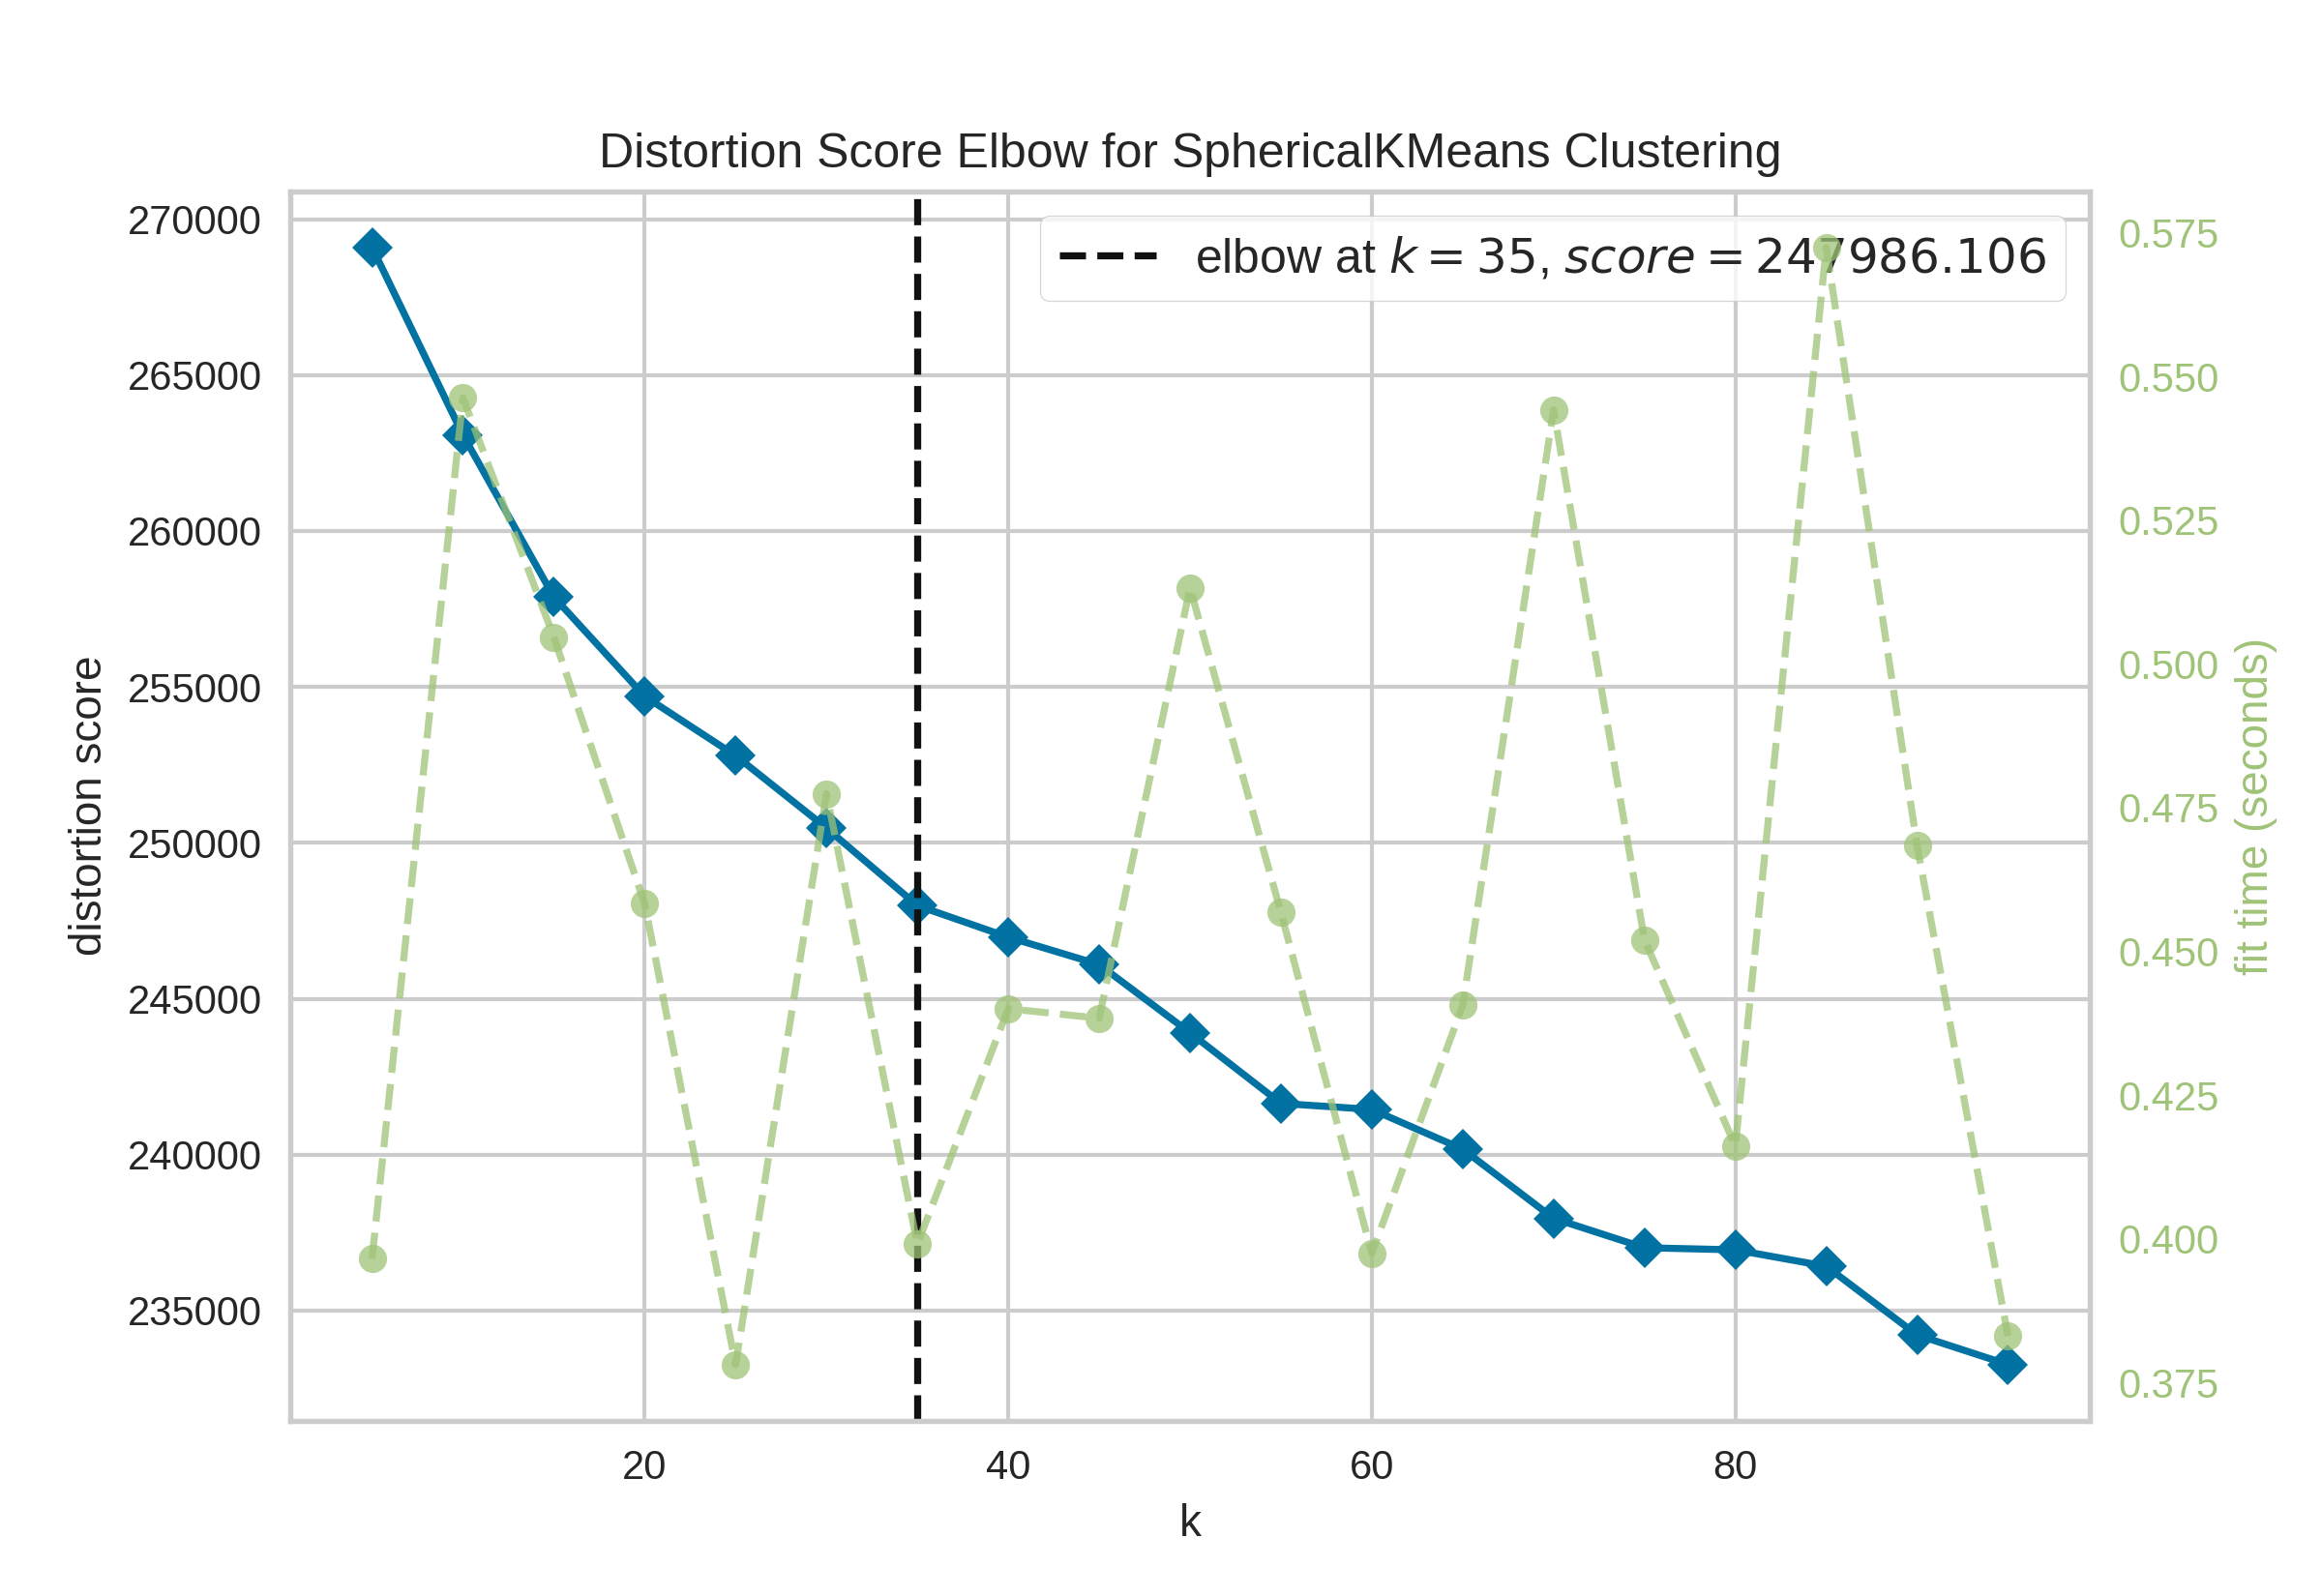 Distortion Score Elbow for SphericalKMeans Clustering
elbow at k = 35, score = 247986.106
270000
265000
260000
255000
250000
245000
240000
235000
distortion score
0.575
0.550
0.525
0.500
0.475
0.450
0.425
0.400
0.375
fit time (seconds)
20 40 60 80
k